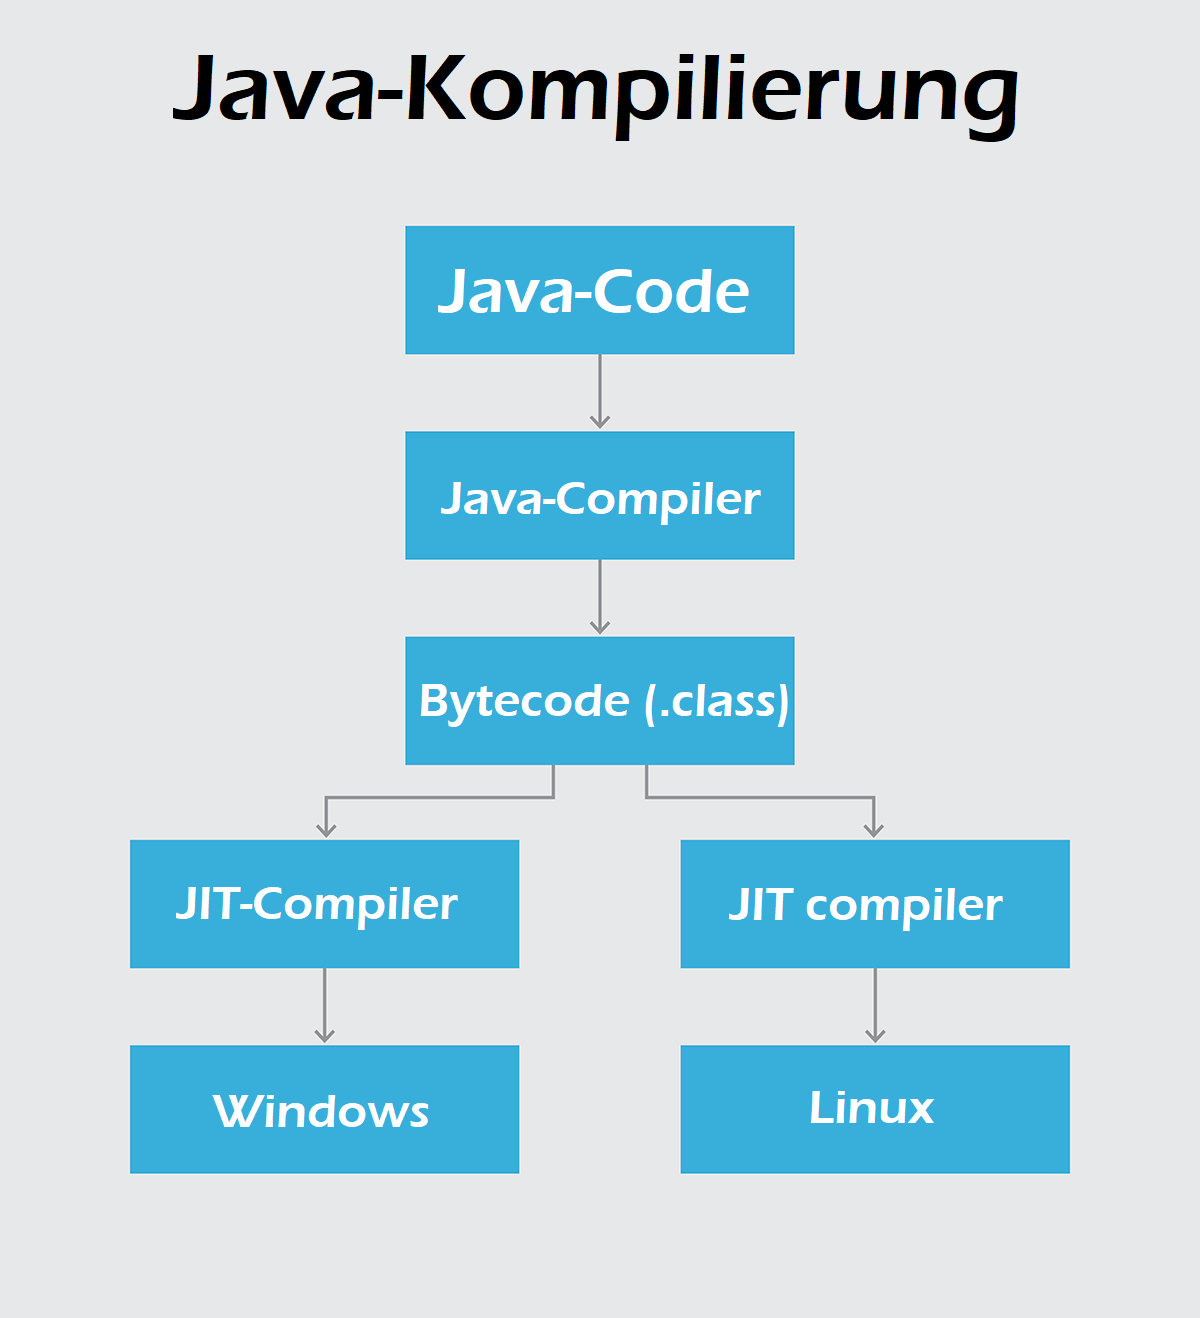 Java-Kompilierung
Java-Code
Java-Compiler
Bytecode (.class)
JIT-Compiler
JIT compiler
Windows
Linux